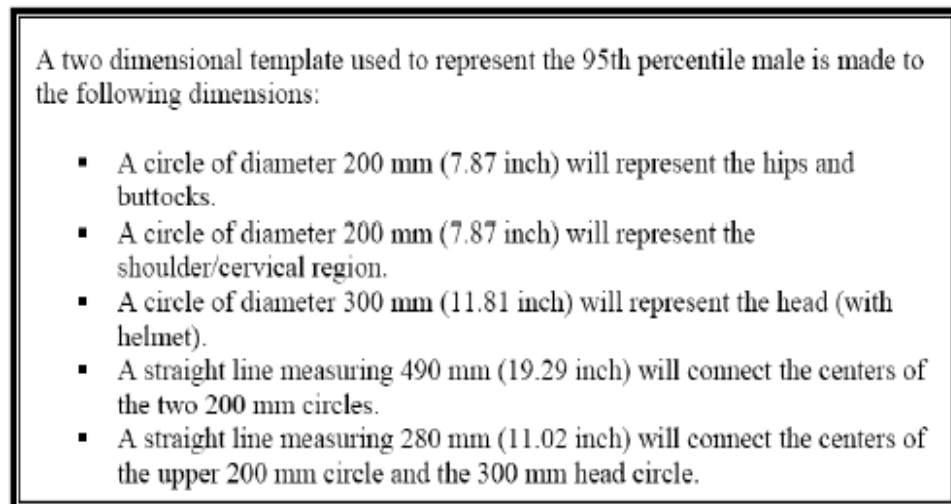 A two dimensional template used to represent the 95th percentile male is made to
the following dimensions:
▪ A circle of diameter 200 mm (7.87 inch) will represent the hips and
buttocks.
▪ A circle of diameter 200 mm (7.87 inch) will represent the
shoulder/cervical region.
▪ A circle of diameter 300 mm (11.81 inch) will represent the head (with
helmet).
▪ A straight line measuring 490 mm (19.29 inch) will connect the centers of
the two 200 mm circles.
▪ A straight line measuring 280 mm (11.02 inch) will connect the centers of
the upper 200 mm circle and the 300 mm head circle.